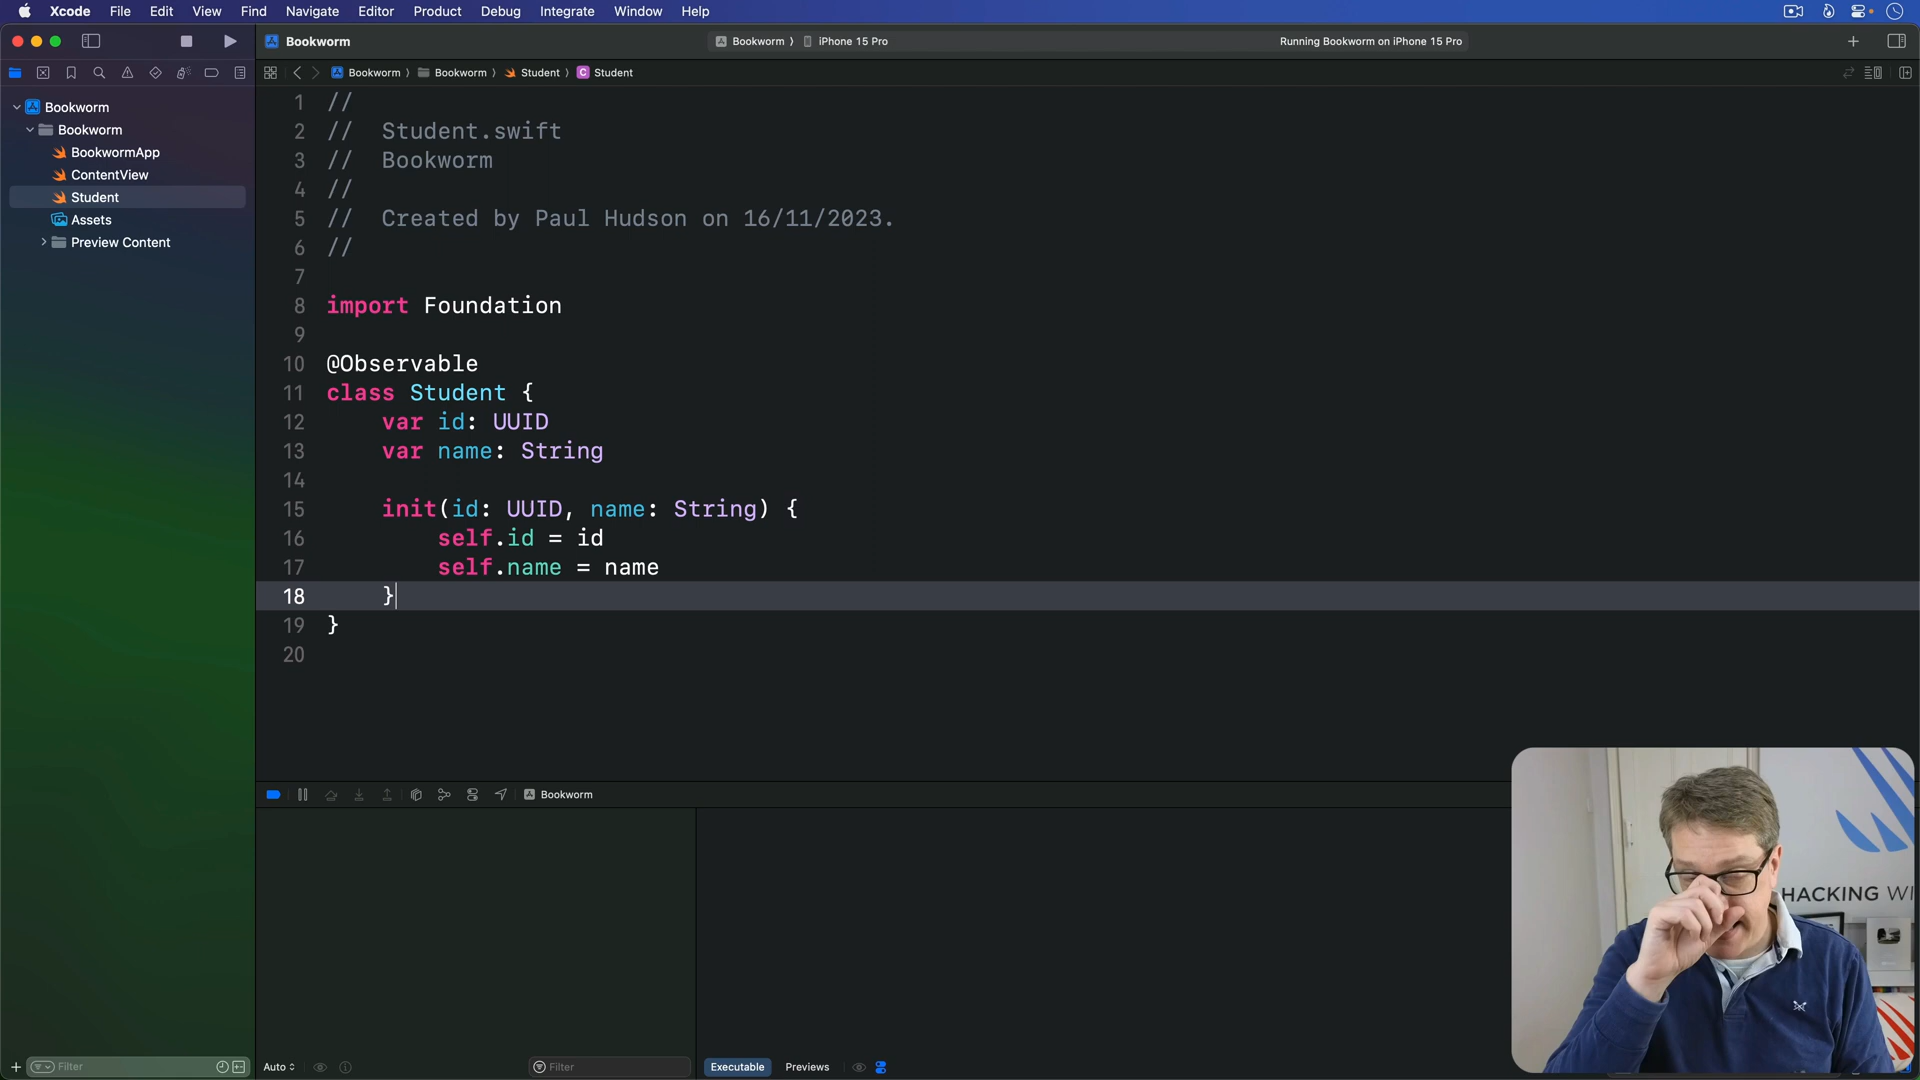 Xcode File Edit View Find Navigate Editor Product Debug Integrate Window Help
Bookworm
Bookworm 〉 iPhone 15 Pro
Running Bookworm on iPhone 15 Pro
Bookworm 〉 Bookworm 〉 Student 〉 C Student
Bookworm
Bookworm
BookwormApp
ContentView
Student
Assets
Preview Content
1 //
2 //  Student.swift
3 //  Bookworm
4 //
5 //  Created by Paul Hudson on 16/11/2023.
6 //
7
8 import Foundation
9
10 @Observable
11 class Student {
12     var id: UUID
13     var name: String
14
15     init(id: UUID, name: String) {
16         self.id = id
17         self.name = name
18     }
19 }
20
Bookworm
HACKING WI
Filter
Auto
Filter
Executable Previews